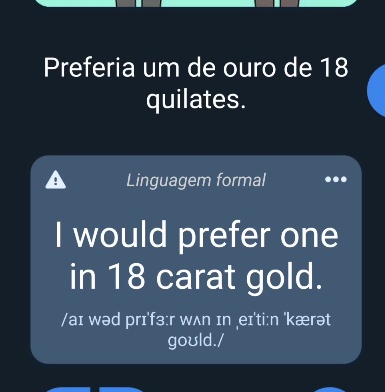 Preferia um de ouro de 18
quilates.
Linguagem formal
I would prefer one
in 18 carat gold.
/aɪ wəd prɪˈfɜːr wʌn ɪn ˌeɪˈtiːn ˈkærət
ɡoʊld./